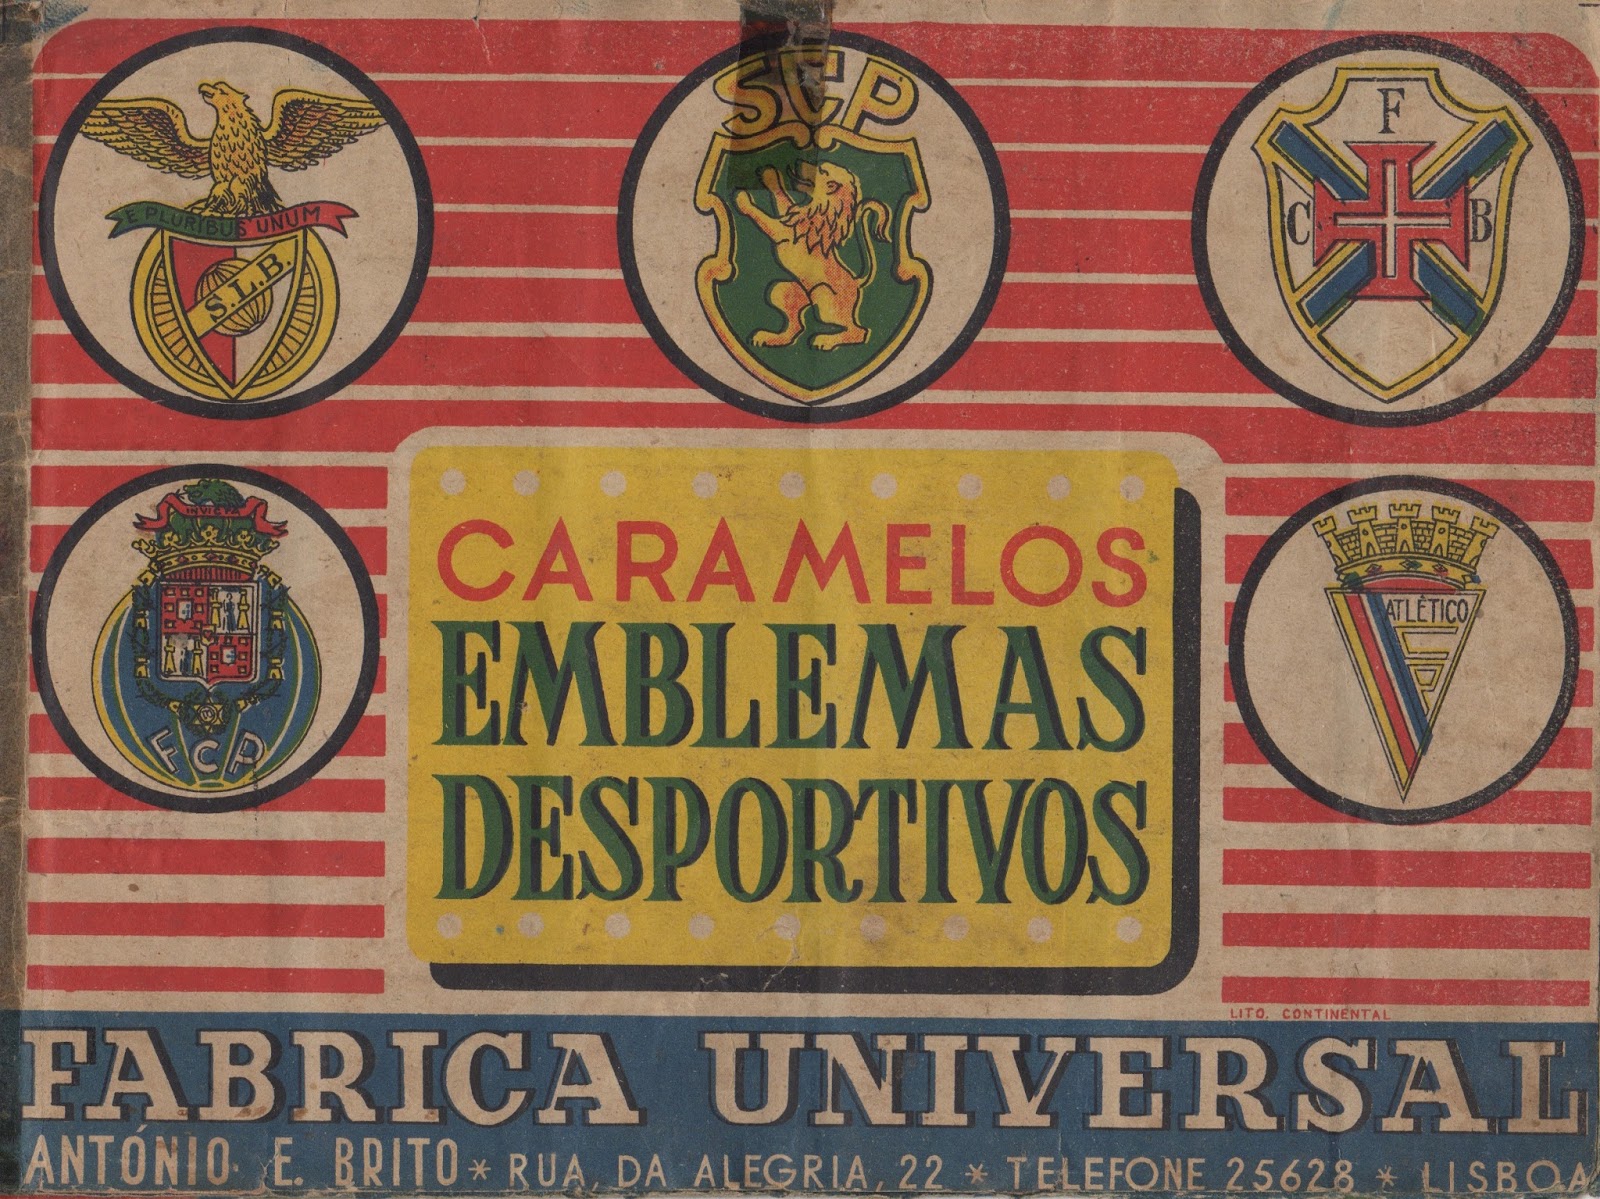 E PLURIBUS UNUM
S.L.B.
SCP
F
C B
INVICTA
FCP
CARAMELOS
EMBLEMAS
DESPORTIVOS
ATLÉTICO
CP
LITO. CONTINENTAL
FABRICA UNIVERSAL
ANTÓNIO E. BRITO * RUA, DA ALEGRIA, 22 * TELEFONE 25628 * LISBOA